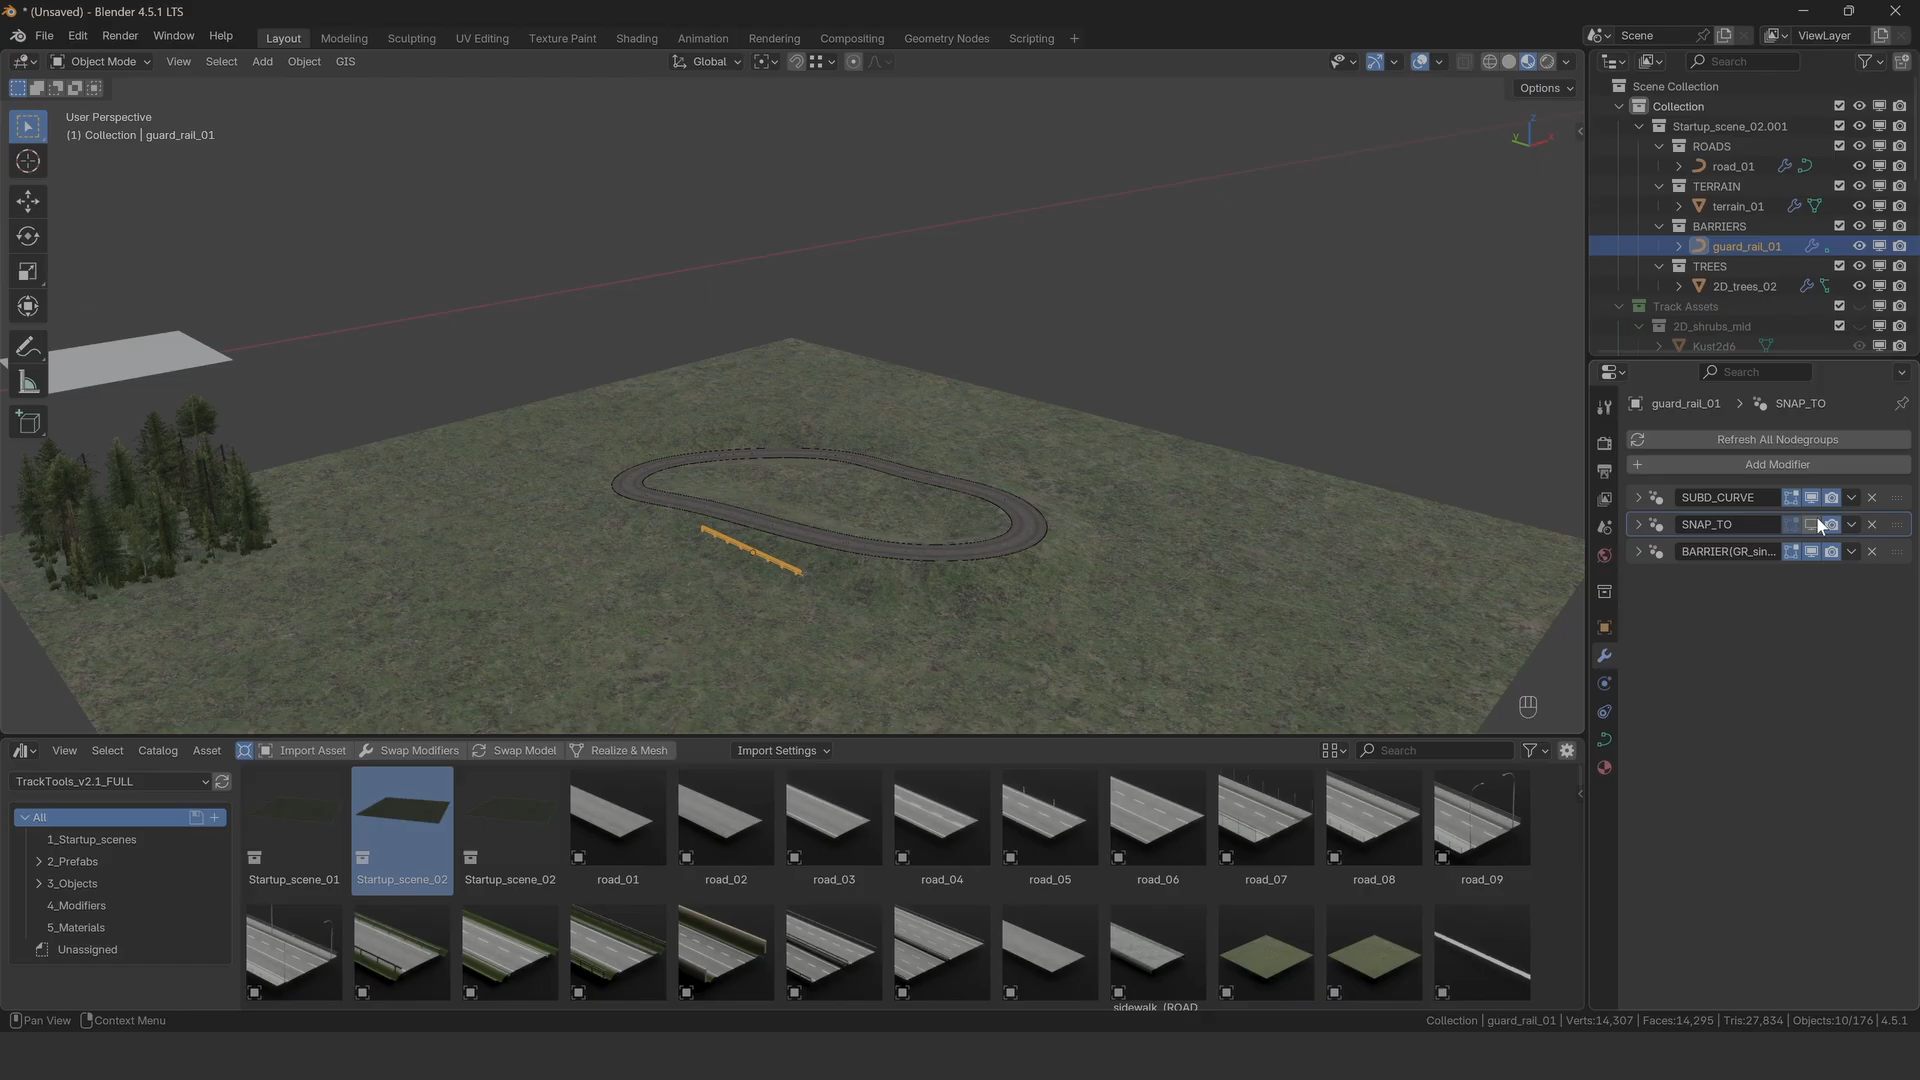 * (Unsaved) - Blender 4.5.1 LTS
File Edit Render Window Help
Layout Modeling Sculpting UV Editing Texture Paint Shading Animation Rendering Compositing Geometry Nodes Scripting
Scene
ViewLayer
Object Mode View Select Add Object GIS
Global
Options
User Perspective
(1) Collection | guard_rail_01
Z
Y
X
Search
Scene Collection
Collection
Startup_scene_02.001
ROADS
road_01
TERRAIN
terrain_01
BARRIERS
guard_rail_01
TREES
2D_trees_02
Track Assets
2D_shrubs_mid
Kust2d6
Search
guard_rail_01 > SNAP_TO
Refresh All Nodegroups
+ Add Modifier
SUBD_CURVE
SNAP_TO
BARRIER(GR_sin...
View Select Catalog Asset Import Asset Swap Modifiers Swap Model Realize & Mesh Import Settings Search
TrackTools_v2.1_FULL
All
1_Startup_scenes
2_Prefabs
3_Objects
4_Modifiers
5_Materials
Unassigned
Startup_scene_01 Startup_scene_02 Startup_scene_02 road_01 road_02 road_03 road_04 road_05 road_06 road_07 road_08 road_09
sidewalk (ROAD
Pan View Context Menu
Collection | guard_rail_01 | Verts:14,307 | Faces:14,295 | Tris:27,834 | Objects:10/176 | 4.5.1